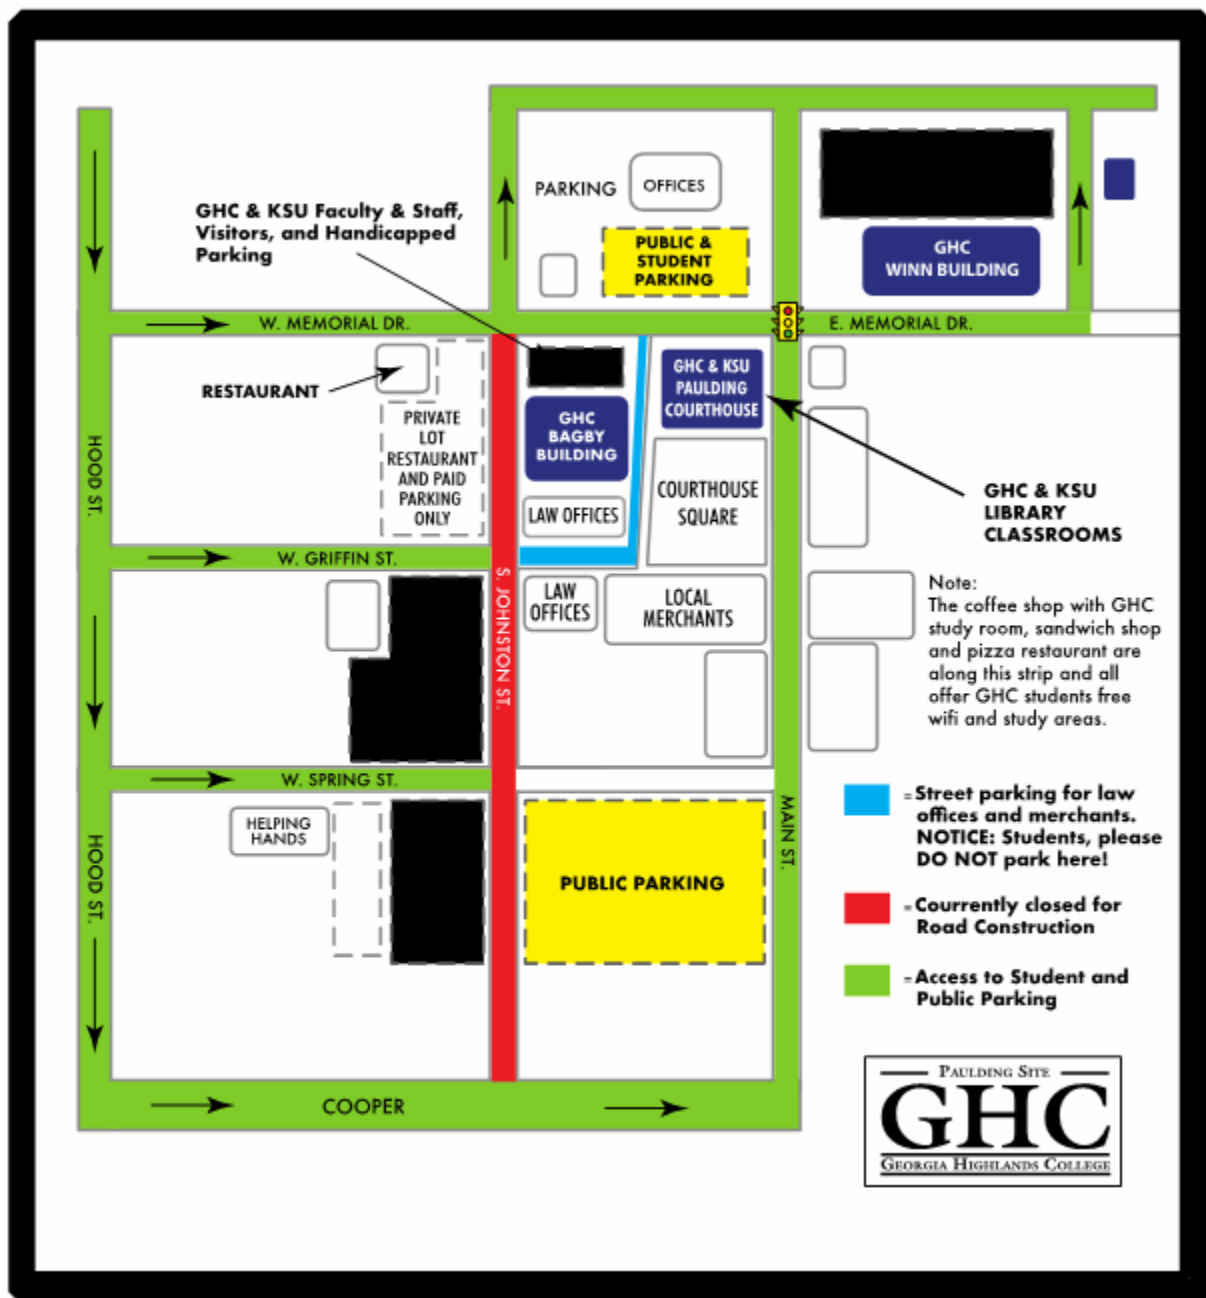 PARKING
OFFICES
GHC & KSU Faculty & Staff,
Visitors, and Handicapped
Parking
PUBLIC &
STUDENT
PARKING
GHC
WINN BUILDING
W. MEMORIAL DR.
E. MEMORIAL DR.
RESTAURANT
PRIVATE
LOT
RESTAURANT
AND PAID
PARKING
ONLY
GHC
BAGBY
BUILDING
GHC & KSU
PAULDING
COURTHOUSE
LAW OFFICES
COURTHOUSE
SQUARE
GHC & KSU
LIBRARY
CLASSROOMS
HOOD ST.
W. GRIFFIN ST.
S. JOHNSTON ST.
LAW
OFFICES
LOCAL
MERCHANTS
Note:
The coffee shop with GHC
study room, sandwich shop
and pizza restaurant are
along this strip and all
offer GHC students free
wifi and study areas.
W. SPRING ST.
HELPING
HANDS
HOOD ST.
PUBLIC PARKING
MAIN ST.
= Street parking for law
offices and merchants.
NOTICE: Students, please
DO NOT park here!
= Courrently closed for
Road Construction
= Access to Student and
Public Parking
COOPER
PAULDING SITE
GHC
GEORGIA HIGHLANDS COLLEGE